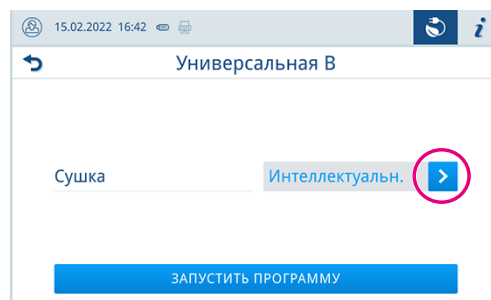 15.02.2022 16:42
i
Универсальная B
Сушка
Интеллектуальн.
ЗАПУСТИТЬ ПРОГРАММУ